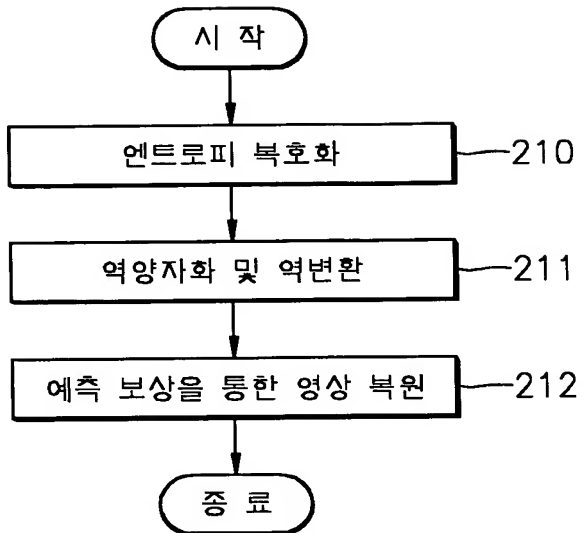 시 작
엔트로피 복호화
210
역양자화 및 역변환
211
예측 보상을 통한 영상 복원
212
종 료